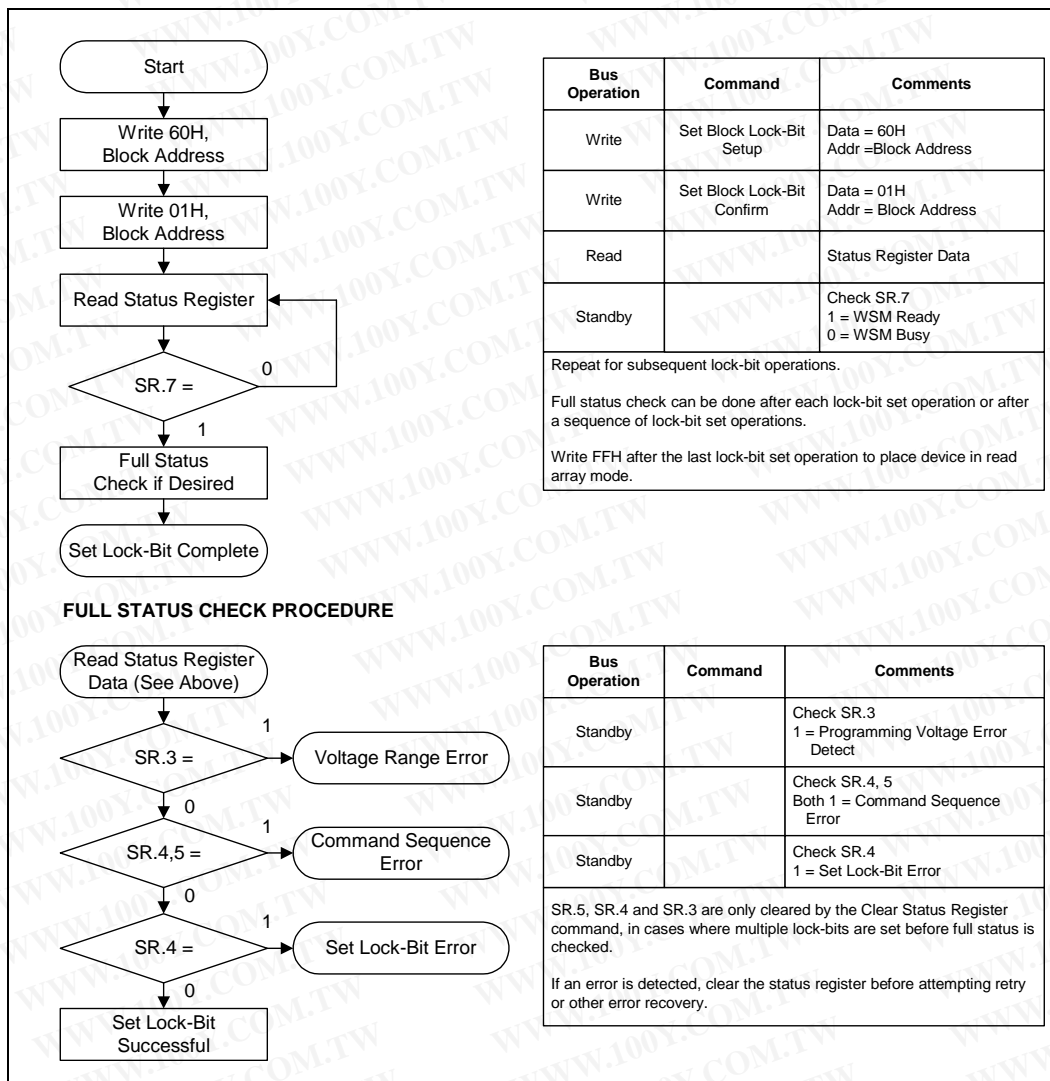 Start
Write 60H,
Block Address
Write 01H,
Block Address
Read Status Register
SR.7 =
0
1
Full Status
Check if Desired
Set Lock-Bit Complete
Bus
Operation
Command
Comments
Write
Set Block Lock-Bit
Setup
Data = 60H
Addr =Block Address
Write
Set Block Lock-Bit
Confirm
Data = 01H
Addr = Block Address
Read
Status Register Data
Standby
Check SR.7
1 = WSM Ready
0 = WSM Busy
Repeat for subsequent lock-bit operations.
Full status check can be done after each lock-bit set operation or after
a sequence of lock-bit set operations.
Write FFH after the last lock-bit set operation to place device in read
array mode.
FULL STATUS CHECK PROCEDURE
Read Status Register
Data (See Above)
SR.3 =
1
Voltage Range Error
0
SR.4,5 =
1
Command Sequence
Error
0
SR.4 =
1
Set Lock-Bit Error
0
Set Lock-Bit
Successful
Bus
Operation
Command
Comments
Standby
Check SR.3
1 = Programming Voltage Error
Detect
Standby
Check SR.4, 5
Both 1 = Command Sequence
Error
Standby
Check SR.4
1 = Set Lock-Bit Error
SR.5, SR.4 and SR.3 are only cleared by the Clear Status Register
command, in cases where multiple lock-bits are set before full status is
checked.
If an error is detected, clear the status register before attempting retry
or other error recovery.
WWW.100Y.COM.TW